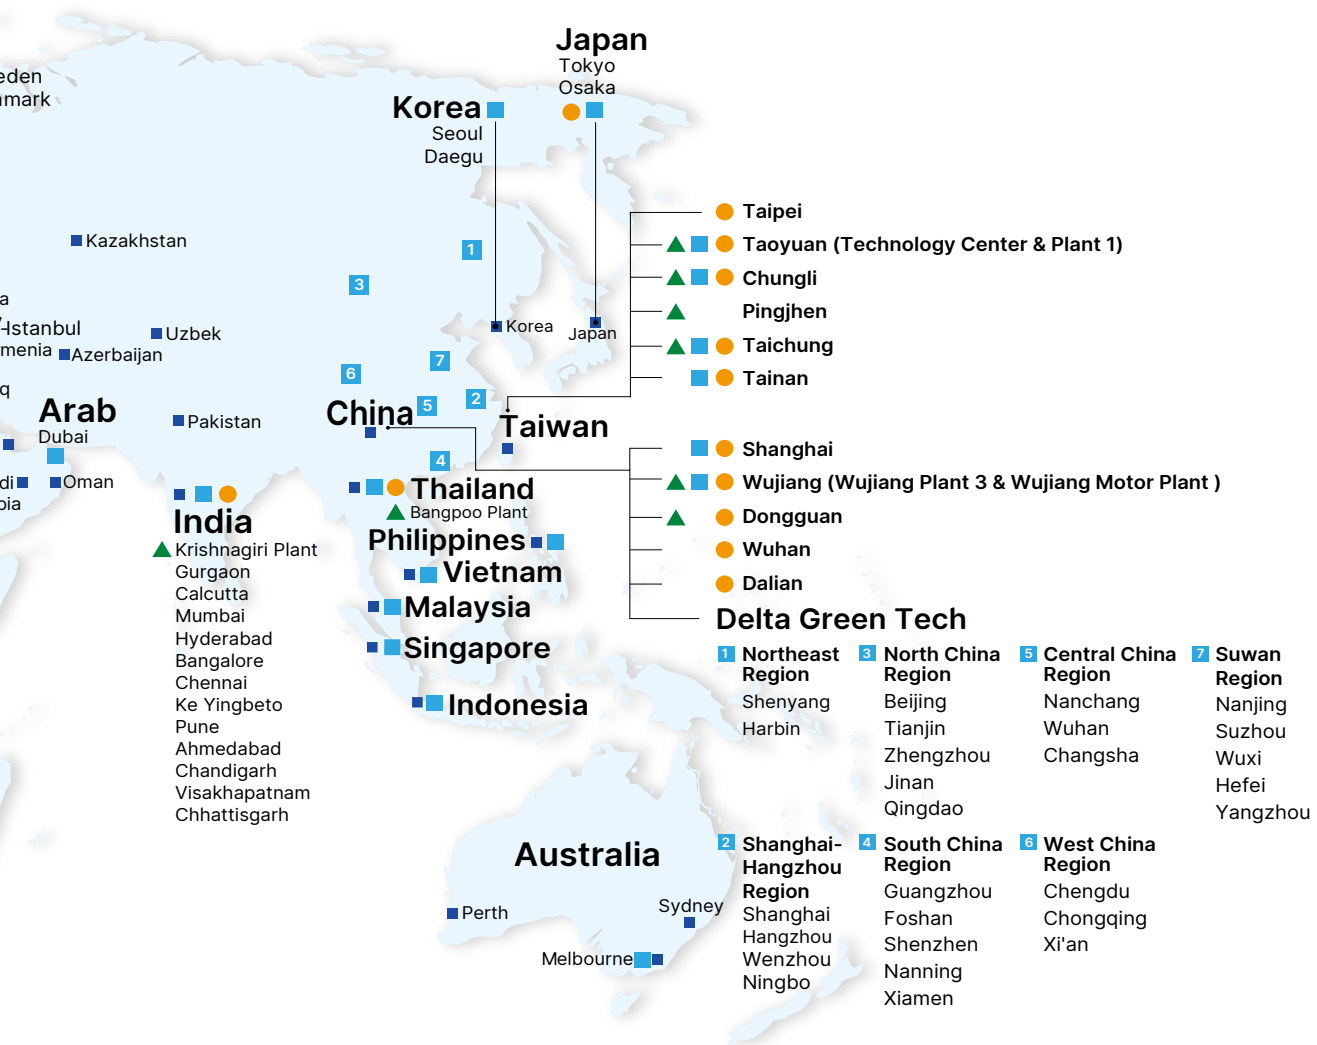 Japan
Tokyo
Osaka
Korea
Seoul
Daegu
eden
mark
Kazakhstan
a
Istanbul
menia
Azerbaijan
Uzbek
q
Arab
Dubai
Oman
di
bia
Pakistan
1
3
7
6
2
5
4
Korea
Japan
China
Taiwan
Taipei
Taoyuan (Technology Center & Plant 1)
Chungli
Pingjhen
Taichung
Tainan
Shanghai
Wujiang (Wujiang Plant 3 & Wujiang Motor Plant )
Dongguan
Wuhan
Dalian
Delta Green Tech
India
Krishnagiri Plant
Gurgaon
Calcutta
Mumbai
Hyderabad
Bangalore
Chennai
Ke Yingbeto
Pune
Ahmedabad
Chandigarh
Visakhapatnam
Chhattisgarh
Thailand
Bangpoo Plant
Philippines
Vietnam
Malaysia
Singapore
Indonesia
Australia
Perth
Sydney
Melbourne
1 Northeast
Region
Shenyang
Harbin
2 Shanghai-
Hangzhou
Region
Shanghai
Hangzhou
Wenzhou
Ningbo
3 North China
Region
Beijing
Tianjin
Zhengzhou
Jinan
Qingdao
4 South China
Region
Guangzhou
Foshan
Shenzhen
Nanning
Xiamen
5 Central China
Region
Nanchang
Wuhan
Changsha
6 West China
Region
Chengdu
Chongqing
Xi'an
7 Suwan
Region
Nanjing
Suzhou
Wuxi
Hefei
Yangzhou